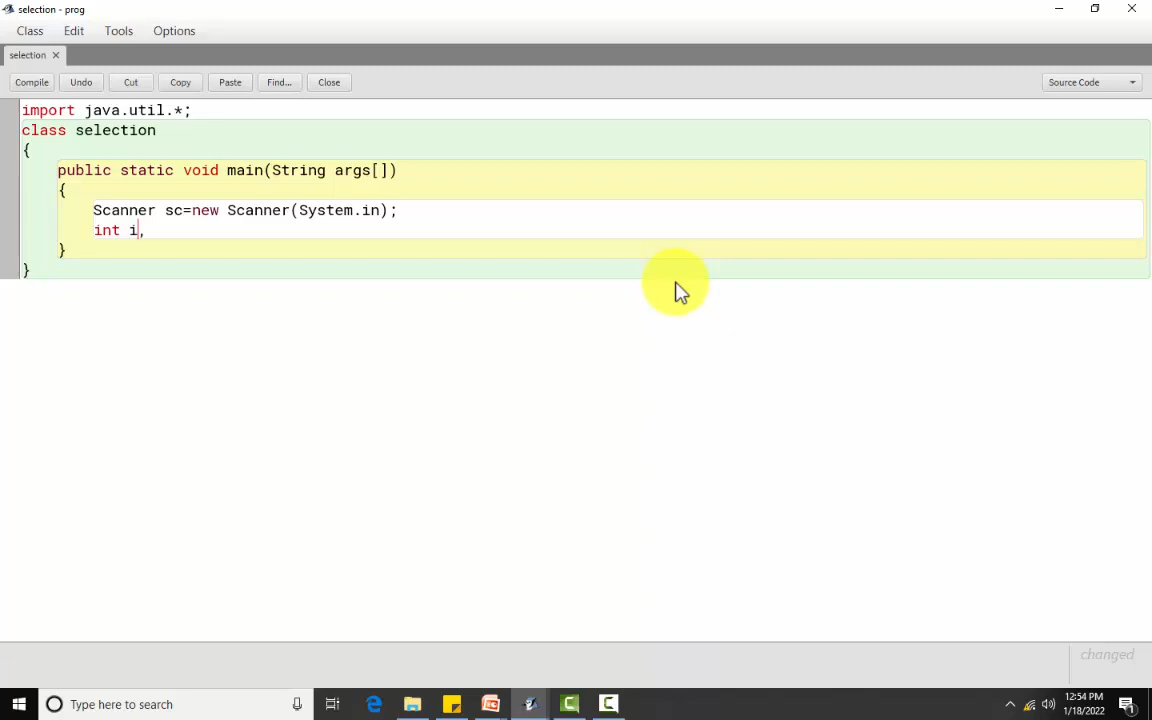 selection - prog
Class Edit Tools Options
selection ×
Compile Undo Cut Copy Paste Find... Close Source Code
import java.util.*;
class selection
{
public static void main(String args[])
{
Scanner sc=new Scanner(System.in);
int i,
}
}
changed
Type here to search
12:54 PM
1/18/2022
1